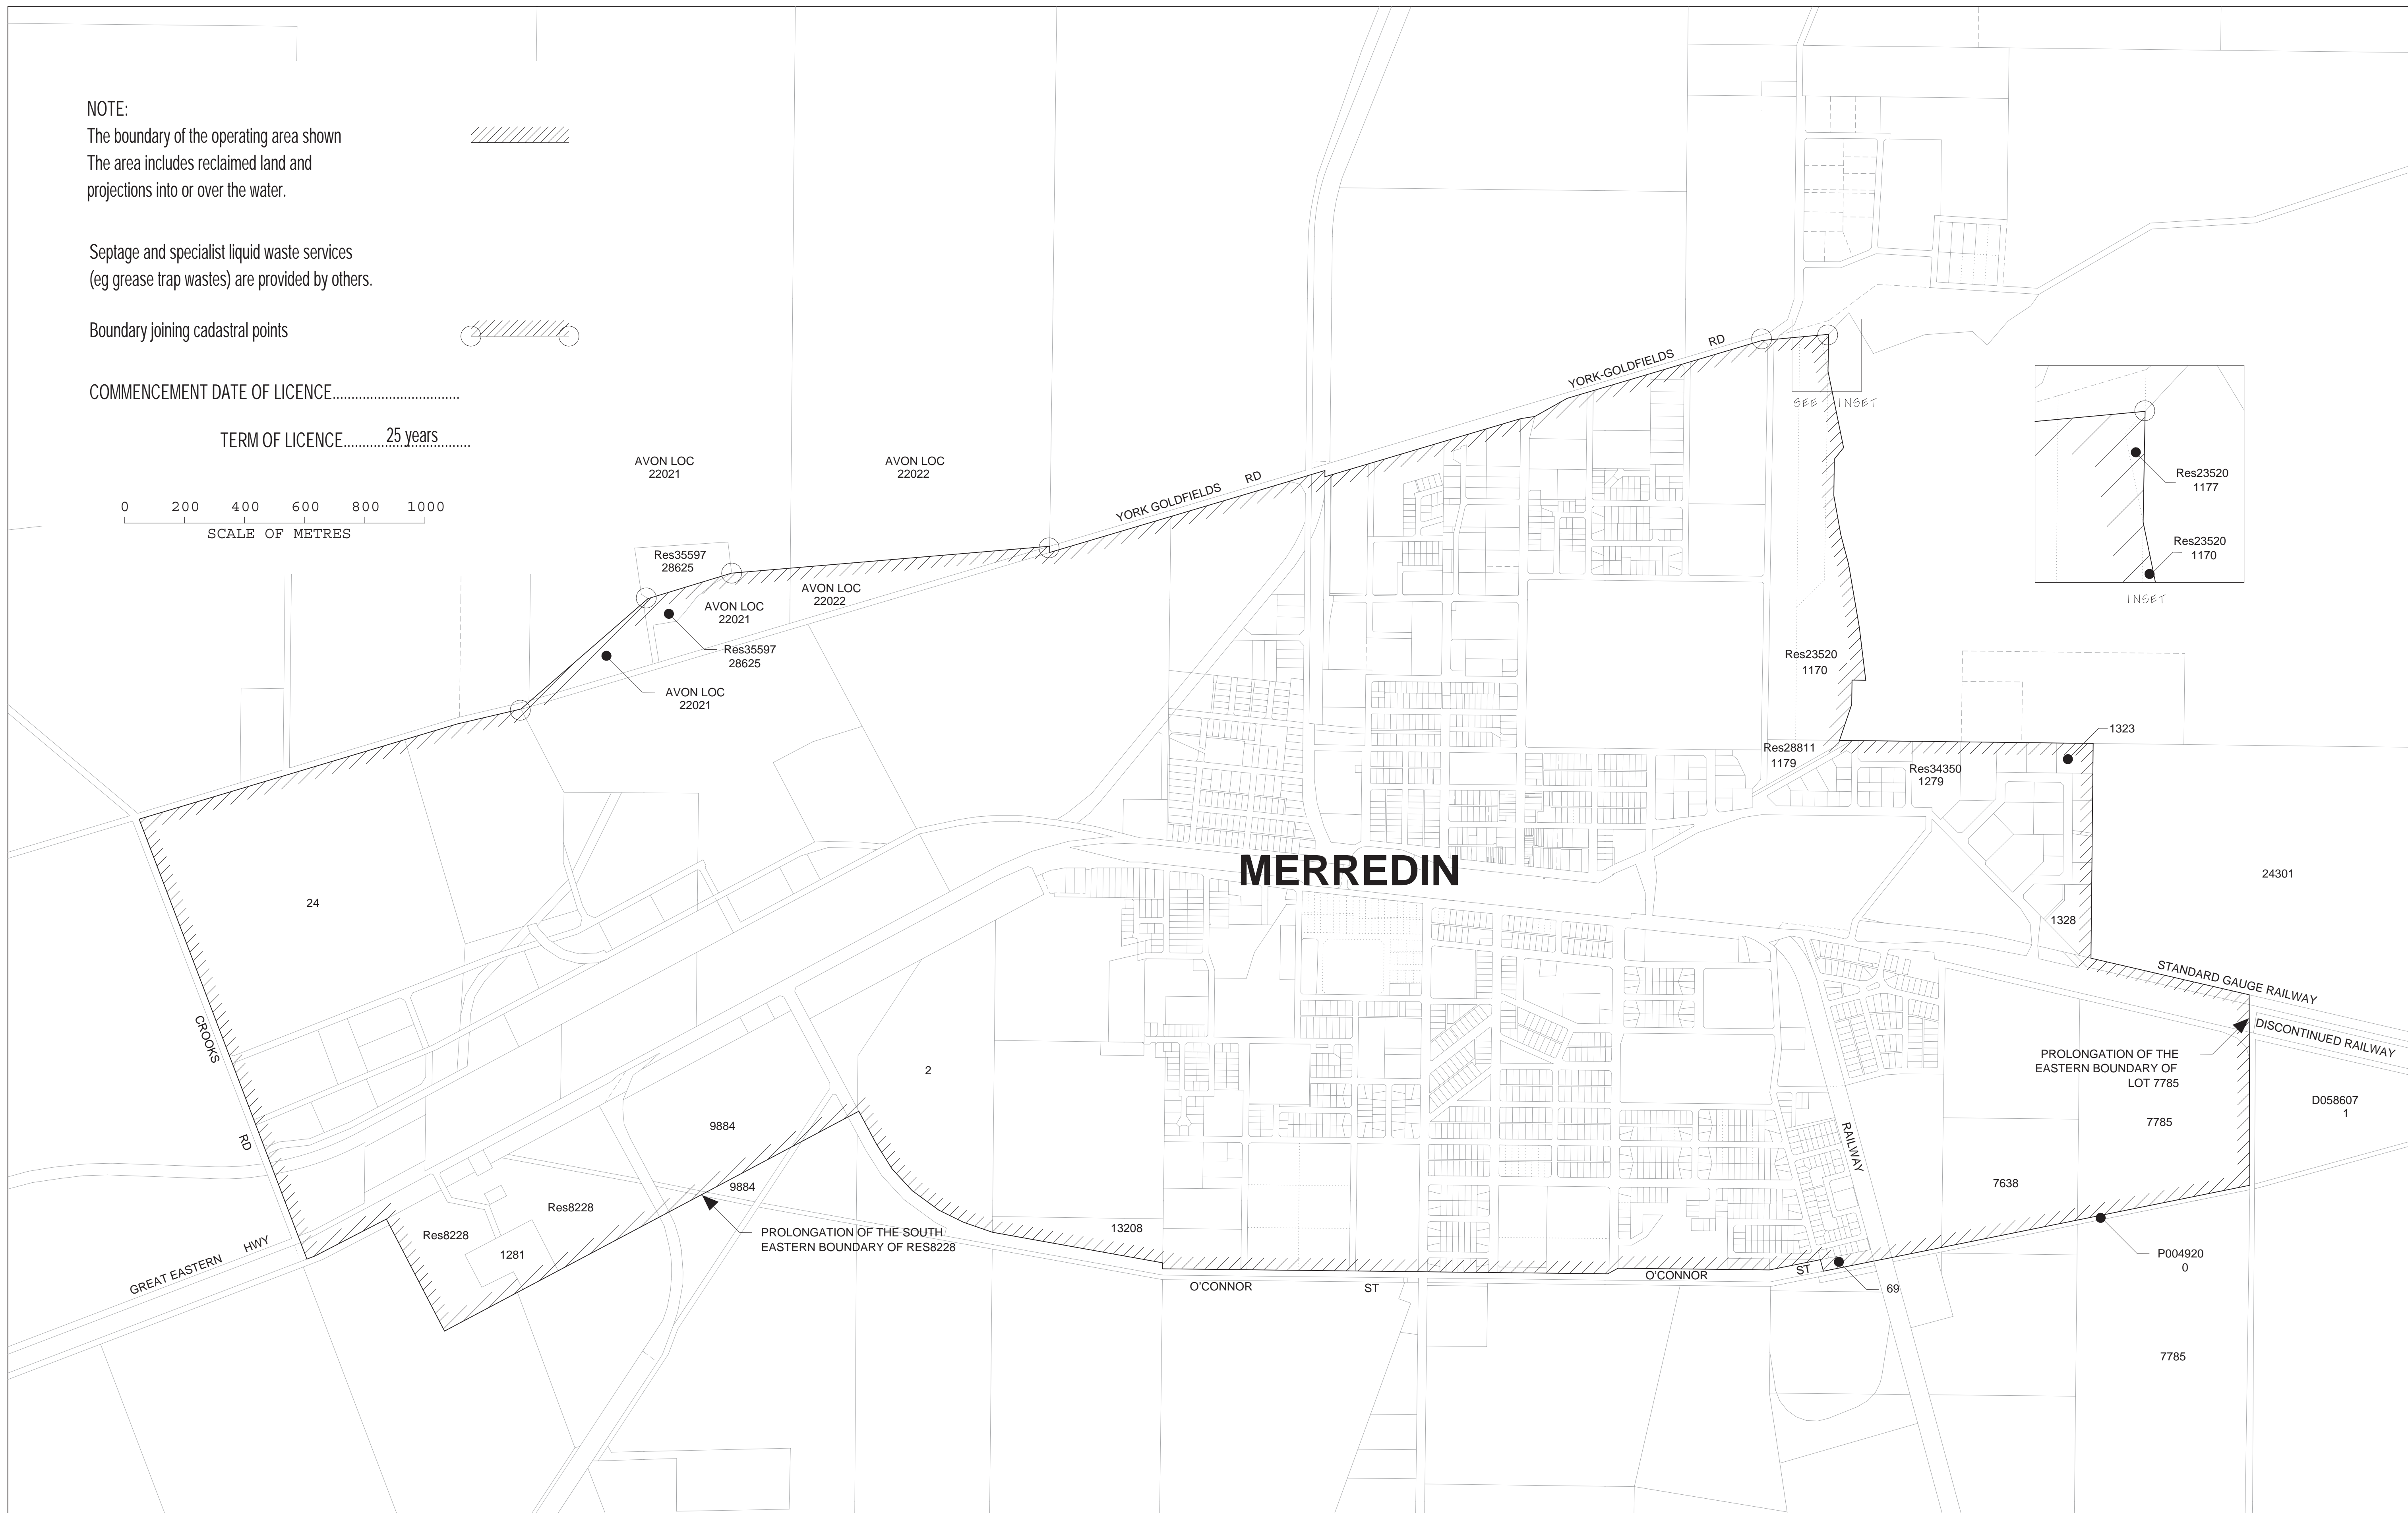 NOTE:
The boundary of the operating area shown
The area includes reclaimed land and
projections into or over the water.
Septage and specialist liquid waste services
(eg grease trap wastes) are provided by others.
Boundary joining cadastral points
COMMENCEMENT DATE OF LICENCE..................................
TERM OF LICENCE..................................
25 years
0 200 400 600 800 1000
SCALE OF METRES
AVON LOC
22021
AVON LOC
22022
YORK GOLDFIELDS RD
YORK-GOLDFIELDS RD
SEE INSET
Res23520
1177
Res23520
1170
INSET
Res35597
28625
AVON LOC
22021
AVON LOC
22022
Res35597
28625
AVON LOC
22021
Res23520
1170
Res28811
1179
Res34350
1279
1323
MERREDIN
24
24301
1328
STANDARD GAUGE RAILWAY
DISCONTINUED RAILWAY
PROLONGATION OF THE
EASTERN BOUNDARY OF
LOT 7785
CROOKS
RD
2
9884
9884
7785
D058607
1
RAILWAY
7638
Res8228
Res8228
1281
PROLONGATION OF THE SOUTH
EASTERN BOUNDARY OF RES8228
13208
GREAT EASTERN HWY
O'CONNOR ST
O'CONNOR ST
69
P004920
0
7785